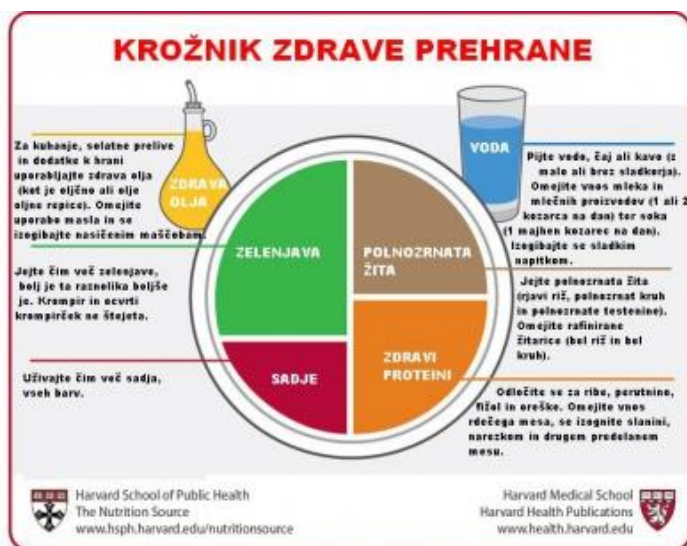 KROŽNIK ZDRAVE PREHRANE
Za kuhanje, solatne prelive
in dodatke k hrani
uporabljajte zdrava olja
(kot je oljčno ali olje
oljne repice). Omejite
uporabo masla in se
izogibajte nasičenim maščobam.
ZDRAVA
OLJA
VODA
Pijte vodo, čaj ali kavo (z
malo ali brez sladkorja).
Omejite vnos mleka in
mlečnih proizvodov (1 ali 2
kozarca na dan) ter soka
(1 majhen kozarec na dan).
Izogibajte se sladkim
napitkom.
ZELENJAVA
POLNOZRNATA
ŽITA
Jejte čim več zelenjave,
bolj je ta raznolika boljše
je. Krompir in ocvrti
krompirček ne štejeta.
Jejte polnozrnata žita
(rjavi riž, polnozrnat kruh
in polnozrnate testenine).
Omejite rafinirane
žitarice (bel riž in bel
kruh).
SADJE
ZDRAVI
PROTEINI
Uživajte čim več sadja,
vseh barv.
Odločite se za ribe, perutnino,
fižol in oreške. Omejite vnos
rdečega mesa, se izognite slanini,
narezkom in drugem predelanem
mesu.
Harvard School of Public Health
The Nutrition Source
www.hsph.harvard.edu/nutritionsource
Harvard Medical School
Harvard Health Publications
www.health.harvard.edu